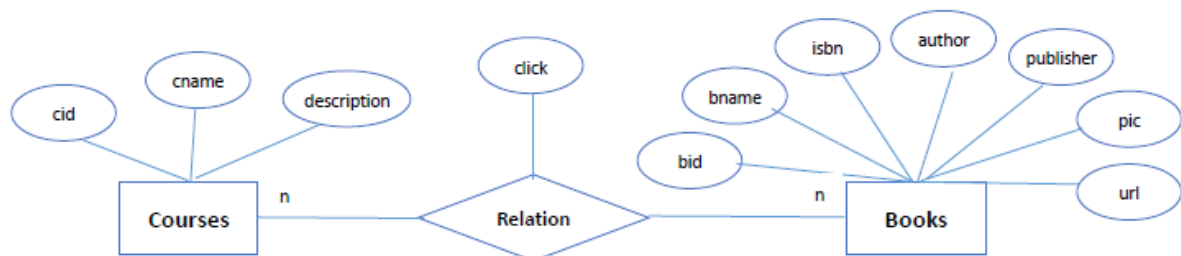 isbn
author
publisher
click
cname
bname
description
cid
pic
bid
url
n
n
Courses
Relation
Books